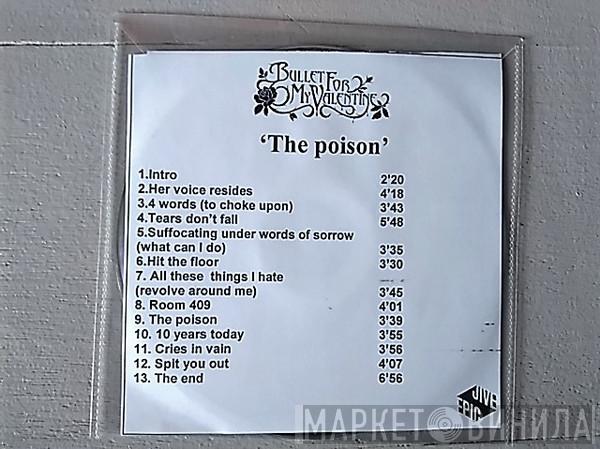 BULLET FOR
MY VALENTINE
‘The poison’
1.Intro 2'20
2.Her voice resides 4'18
3.4 words (to choke upon) 3'43
4.Tears don't fall 5'48
5.Suffocating under words of sorrow
(what can I do) 3'35
6.Hit the floor 3'30
7. All these things I hate
(revolve around me) 3'45
8. Room 409 4'01
9. The poison 3'39
10. 10 years today 3'55
11. Cries in vain 3'56
12. Spit you out 4'07
13. The end 6'56
JIVE
EPIC
МАРКЕТ ВИНИЛА